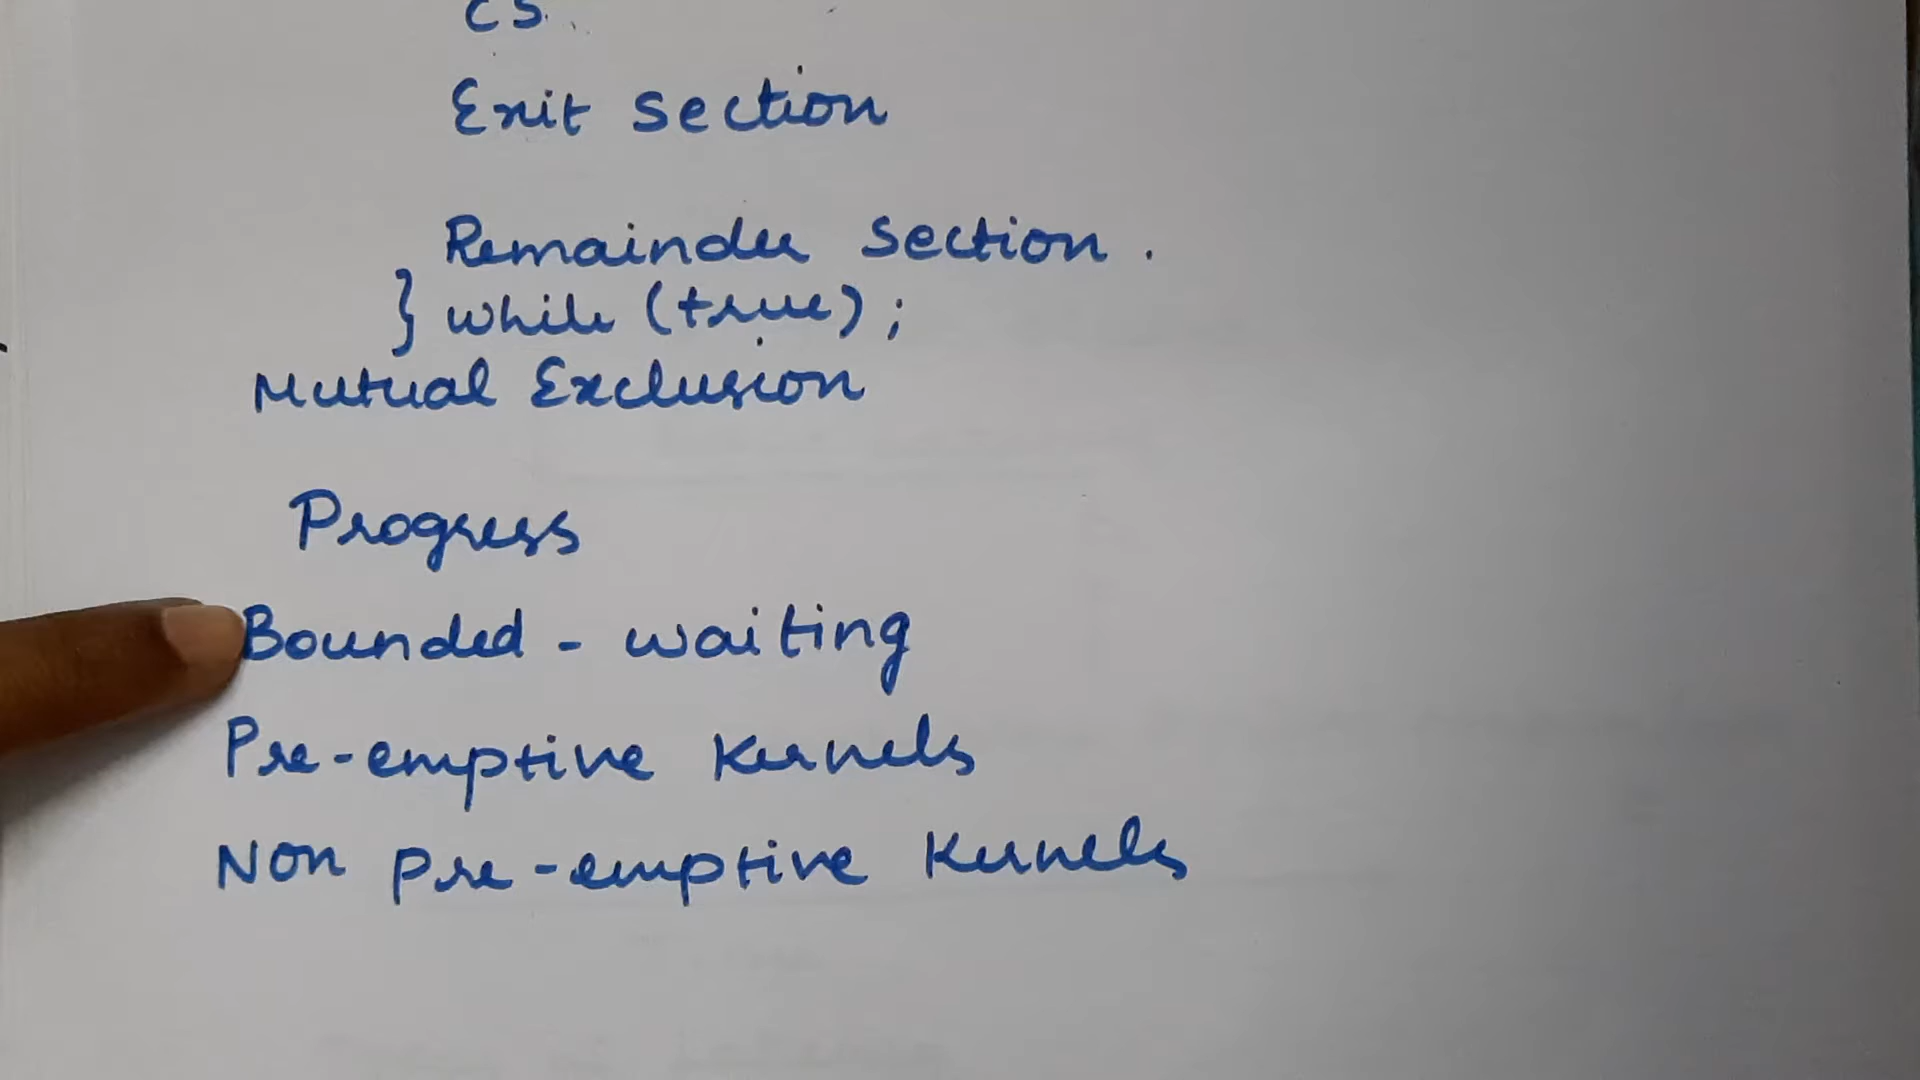 CS
Exit section
Remainder section.
} while (true);
Mutual Exclusion
Progress
Bounded - waiting
Pre-emptive Kernels
Non pre-emptive Kernels